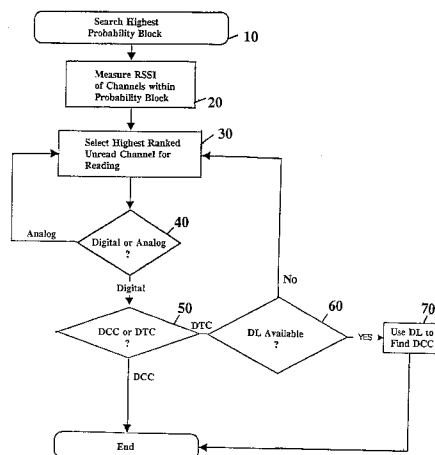 Search Highest
Probability Block
10
Measure RSSI
of Channels within
Probability Block
20
30
Select Highest Ranked
Unread Channel for
Reading
40
Analog
Digital or Analog
?
No
Digital
50
60
70
DCC or DTC
?
DTC
DL Available
?
YES
Use DL to
Find DCC
DCC
End